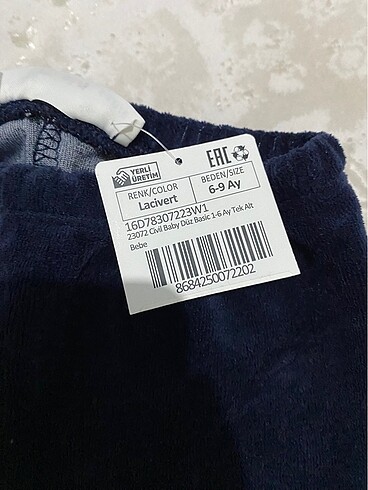 YERLİ
ÜRETİM
EAC
RENK/COLOR
BEDEN/SIZE
Lacivert
6-9 Ay
16D78307223W1
23072 Civil Baby Düz Basic 1-6 Ay Tek Alt
Bebe
8684250072202